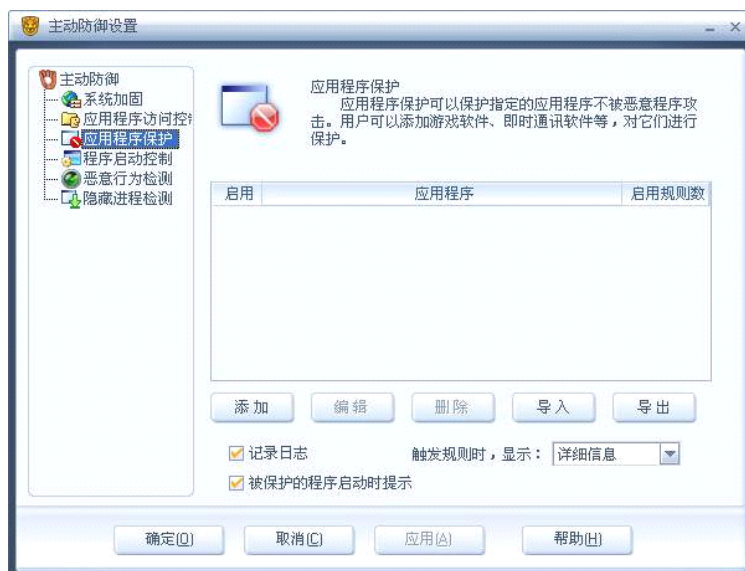 主动防御设置
主动防御
系统加固
应用程序访问控
应用程序保护
程序启动控制
恶意行为检测
隐藏进程检测
应用程序保护
应用程序保护可以保护指定的应用程序不被恶意程序攻
击。用户可以添加游戏软件、即时通讯软件等，对它们进行
保护。
启用 应用程序 启用规则数
添加 编辑 删除 导入 导出
记录日志 触发规则时，显示： 详细信息
被保护的程序启动时提示
确定(O) 取消(C) 应用(A) 帮助(H)